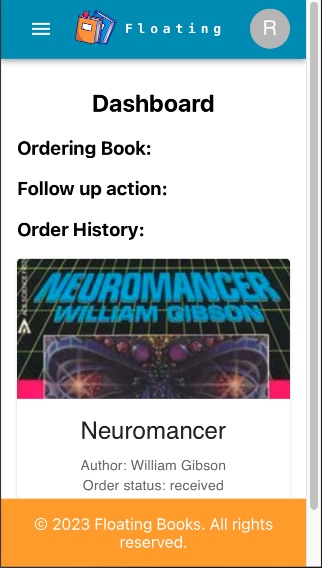 Floating
R
Dashboard
Ordering Book:
Follow up action:
Order History:
NEUROMANCER
WILLIAM GIBSON
Neuromancer
Author: William Gibson
Order status: received
© 2023 Floating Books. All rights
reserved.